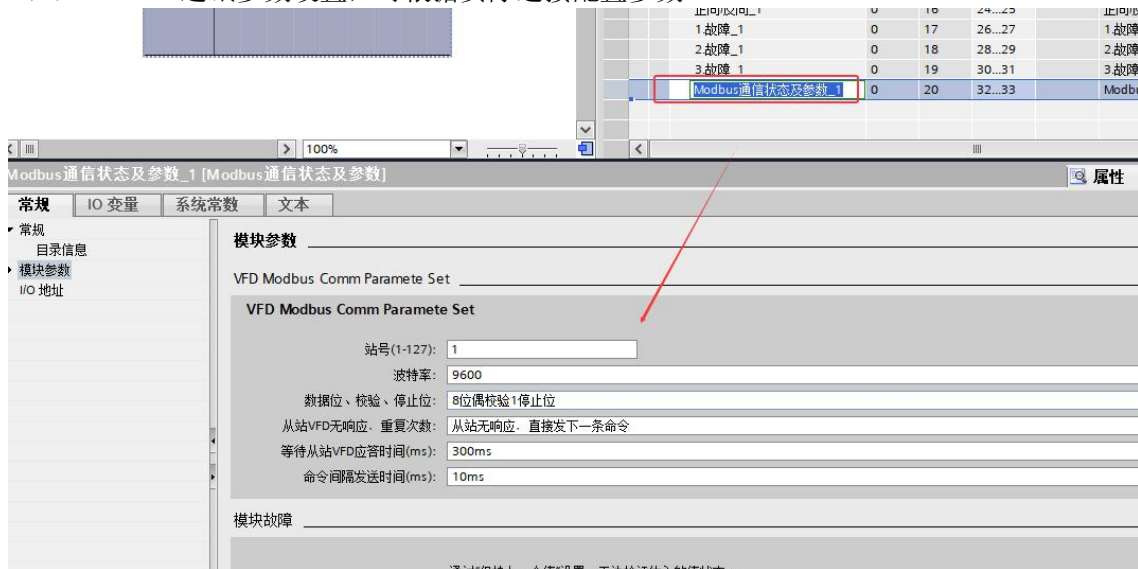 正向反向_1 0 16 24...25
1.故障_1 0 17 26...27 1.故障
2.故障_1 0 18 28...29 2.故障
3.故障_1 0 19 30...31 3.故障
Modbus通信状态及参数_1 0 20 32...33 Modbu
100%
Modbus通信状态及参数_1 [Modbus通信状态及参数] 属性
常规 IO 变量 系统常数 文本
常规
目录信息
模块参数
I/O 地址
模块参数
VFD Modbus Comm Paramete Set
VFD Modbus Comm Paramete Set
站号(1-127): 1
波特率: 9600
数据位、校验、停止位: 8位偶校验1停止位
从站VFD无响应. 重复次数: 从站无响应. 直接发下一条命令
等待从站VFD应答时间(ms): 300ms
命令间隔发送时间(ms): 10ms
模块故障